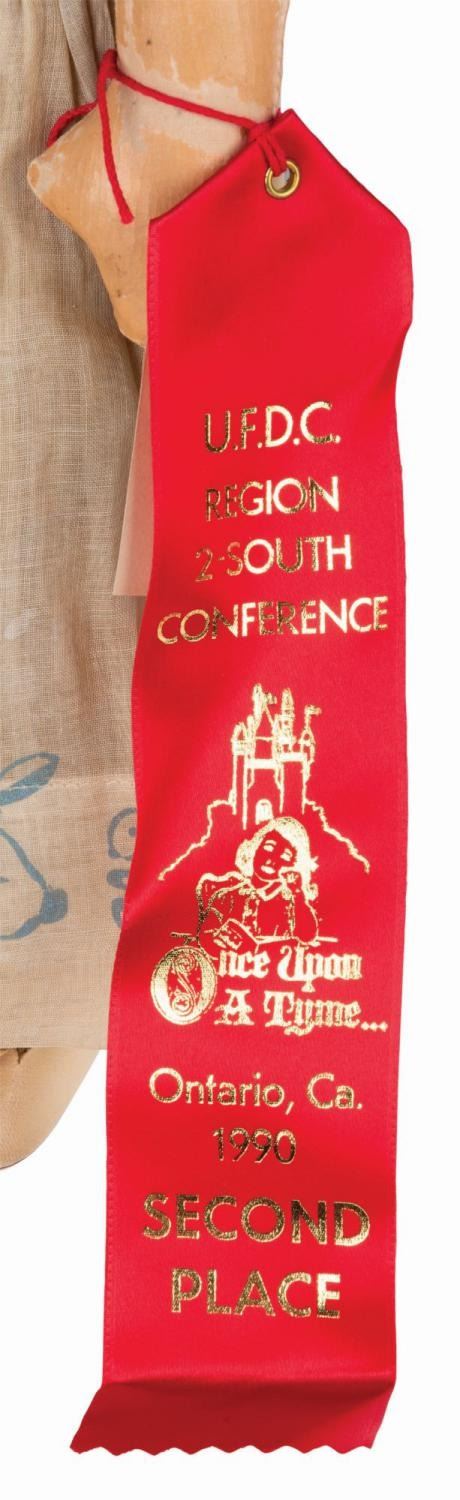 U.F.D.C.
REGION
2-SOUTH
CONFERENCE
Once Upon
A Tyme...
Ontario, Ca.
1990
SECOND
PLACE